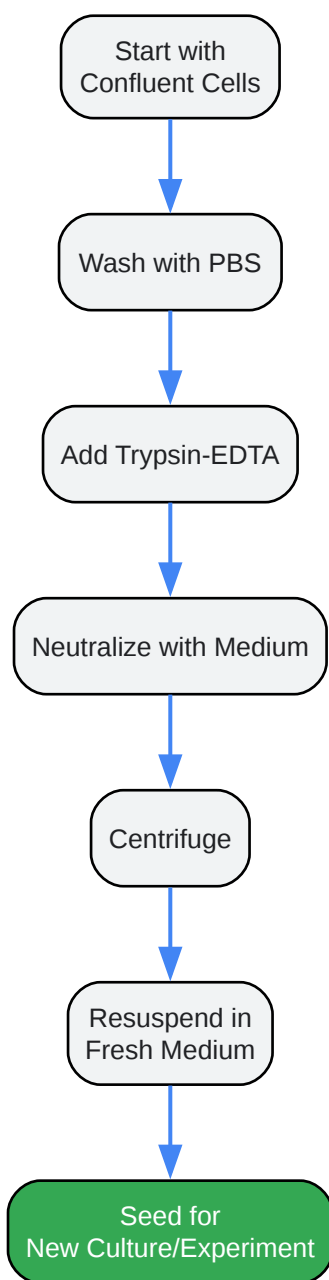 Start with
Confluent Cells
Wash with PBS
Add Trypsin-EDTA
Neutralize with Medium
Centrifuge
Resuspend in
Fresh Medium
Seed for
New Culture/Experiment